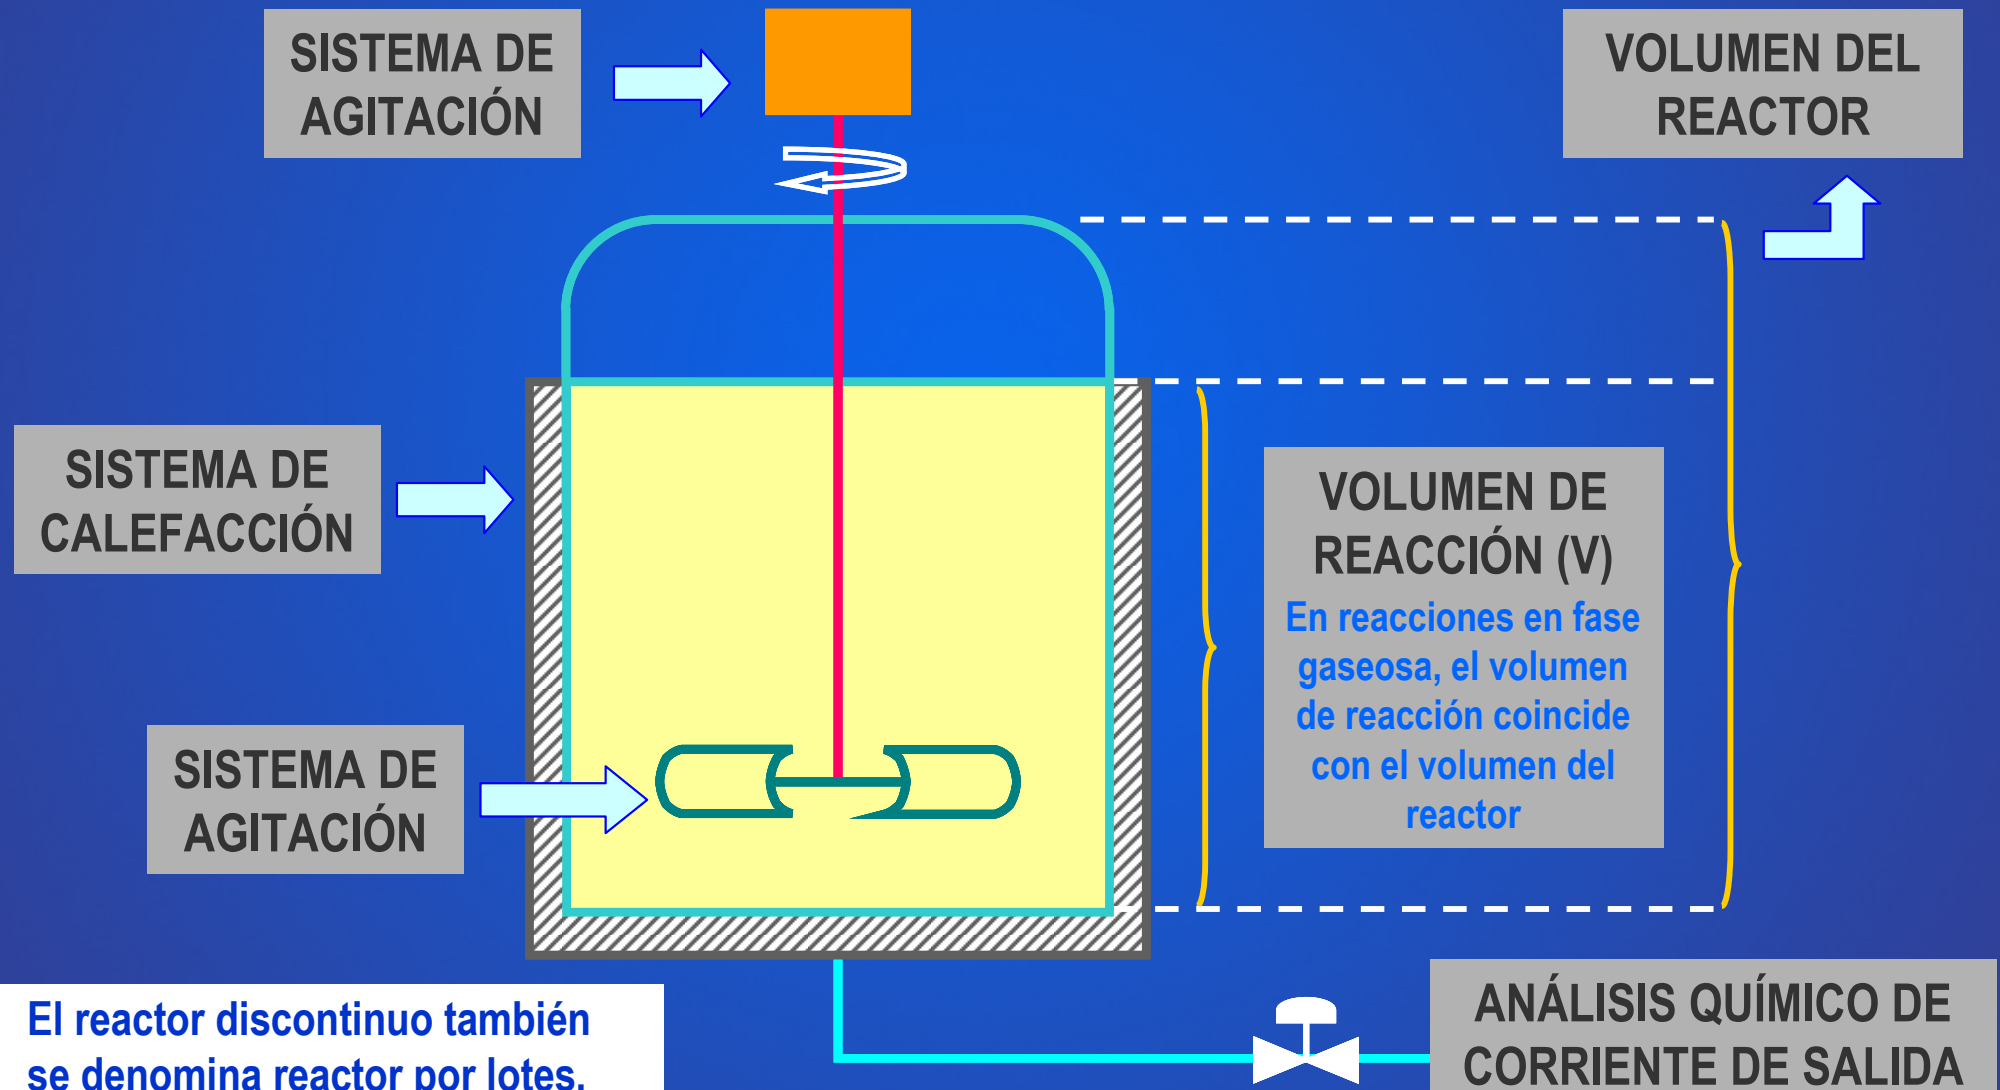 SISTEMA DE
AGITACIÓN
VOLUMEN DEL
REACTOR
SISTEMA DE
CALEFACCIÓN
VOLUMEN DE
REACCIÓN (V)
En reacciones en fase
gaseosa, el volumen
de reacción coincide
con el volumen del
reactor
SISTEMA DE
AGITACIÓN
El reactor discontinuo también
se denomina reactor por lotes.
ANÁLISIS QUÍMICO DE
CORRIENTE DE SALIDA